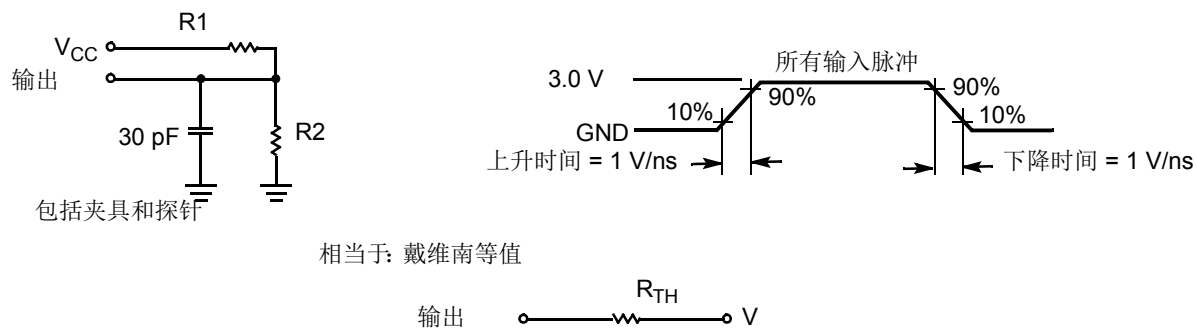 R1
V_CC
输出
30 pF
R2
包括夹具和探针
所有输入脉冲
3.0 V
90%
90%
10%
10%
GND
上升时间 = 1 V/ns
下降时间 = 1 V/ns
相当于: 戴维南等值
R_TH
输出
V